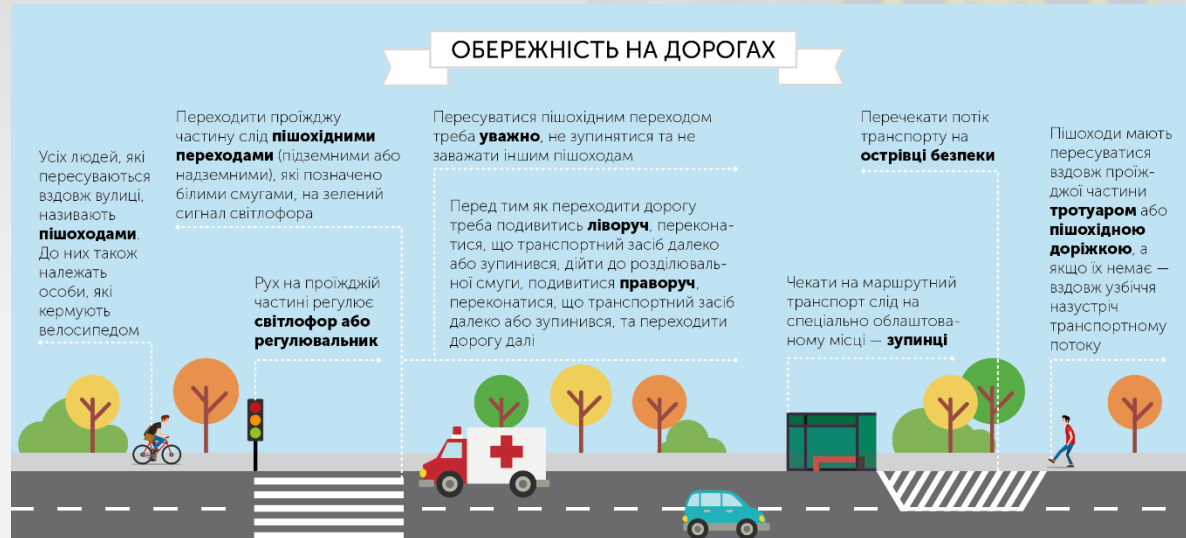 ОБЕРЕЖНІСТЬ НА ДОРОГАХ
Усіх людей, які
пересуваються
вздовж вулиці,
називають
пішоходами.
До них також
належать
особи, які
кермують
велосипедом
Переходити проїжджу
частину слід пішохідними
переходами (підземними або
надземними), які позначено
білими смугами, на зелений
сигнал світлофора
Рух на проїжджій
частині регулює
світлофор або
регулювальник
Пересуватися пішохідним переходом
треба уважно, не зупинятися та не
заважати іншим пішоходам
Перед тим як переходити дорогу
треба подивитись ліворуч, перекона-
тися, що транспортний засіб далеко
або зупинився, дійти до розділюваль-
ної смуги, подивитися праворуч,
переконатися, що транспортний засіб
далеко або зупинився, та переходити
дорогу далі
Чекати на маршрутний
транспорт слід на
спеціально облаштова-
ному місці — зупинці
Перечекати потік
транспорту на
острівці безпеки
Пішоходи мають
пересуватися
вздовж проїж-
джої частини
тротуаром або
пішохідною
доріжкою, а
якщо їх немає —
вздовж узбіччя
назустріч
транспортному
потоку